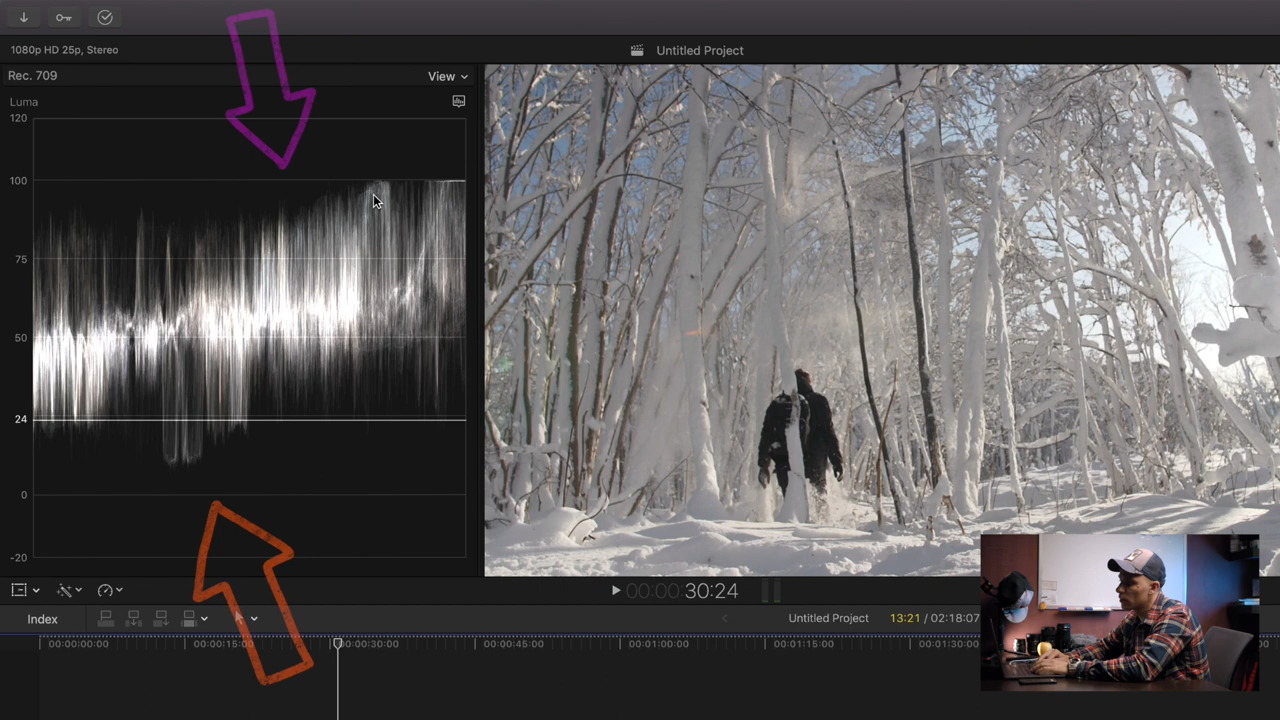 1080p HD 25p, Stereo
Untitled Project
Rec. 709
View
Luma
120
100
75
50
24
0
-20
00:00:30:24
Index
Untitled Project
13:21 / 02:18:07
00:00:00:00
00:00:15:00
00:00:30:00
00:00:45:00
00:01:00:00
00:01:15:00
00:01:30:00